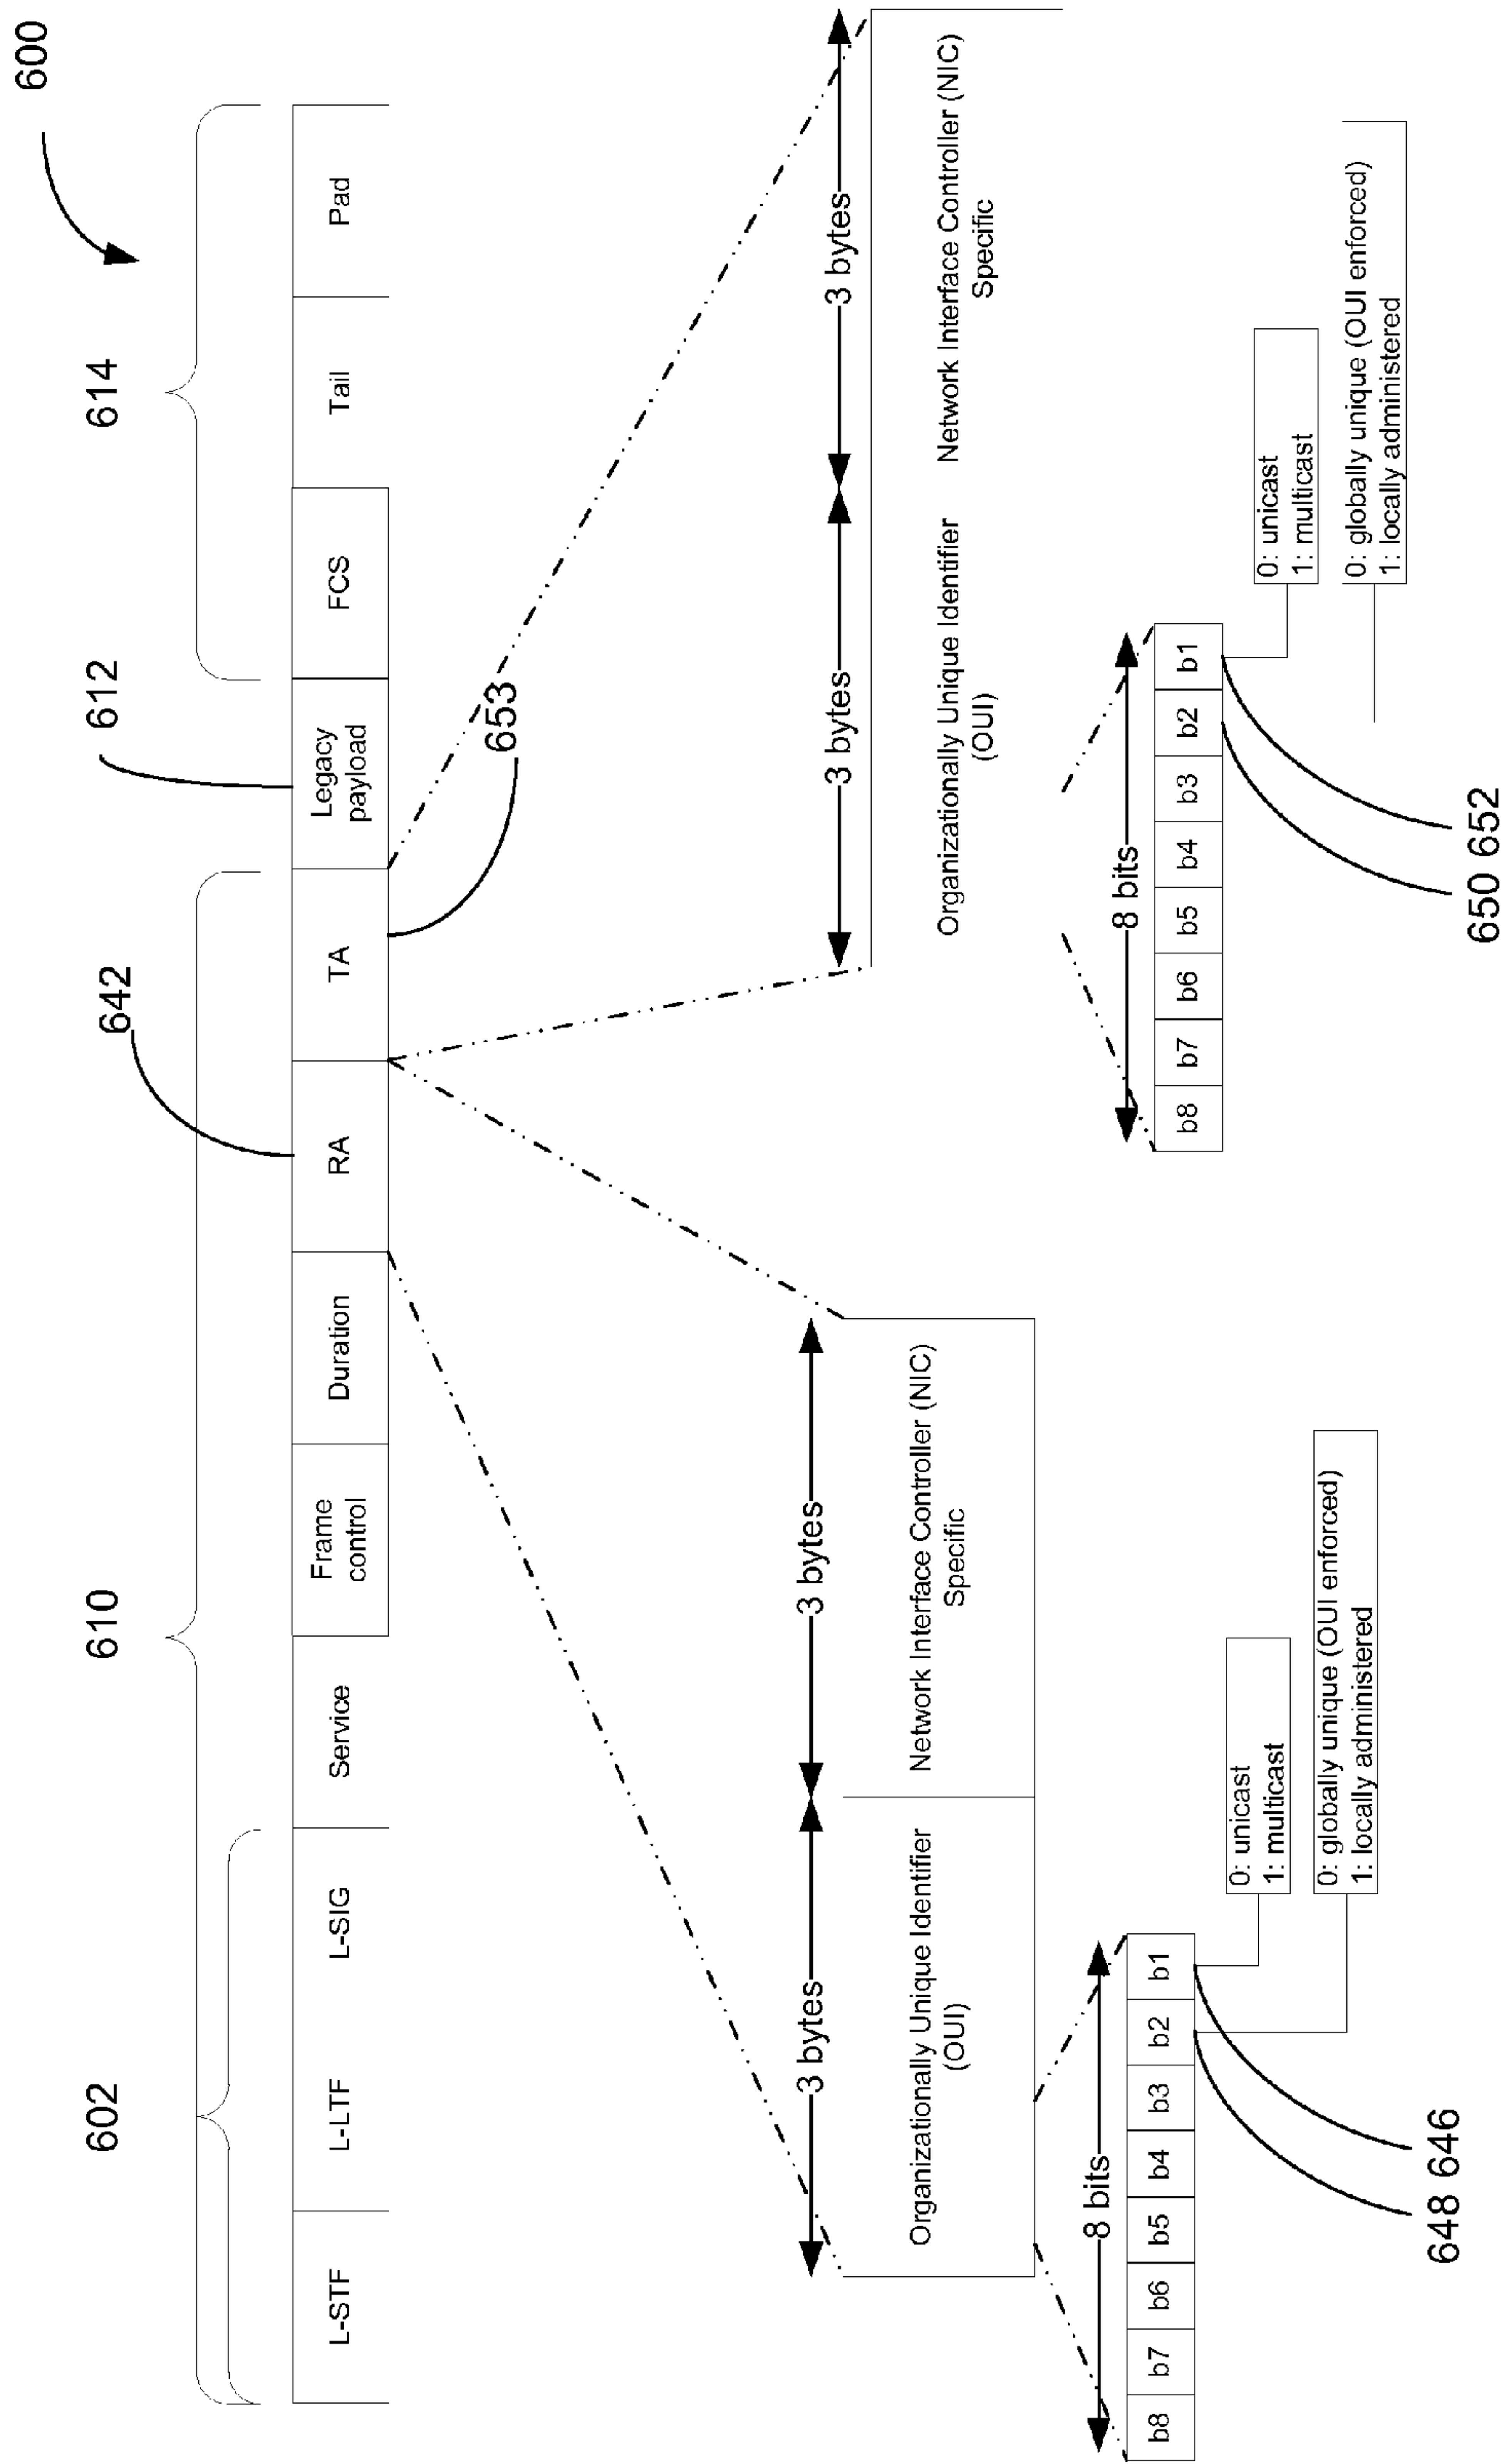 600
602
610
612
614
642
L-STF
L-LTF
L-SIG
Service
Frame
control
Duration
RA
TA
Legacy
payload
FCS
Tail
Pad
653
3 bytes
3 bytes
Organizationally Unique Identifier
(OUI)
Network Interface Controller (NIC)
Specific
8 bits
b8
b7
b6
b5
b4
b3
b2
b1
0: unicast
1: multicast
0: globally unique (OUI enforced)
1: locally administered
648
646
3 bytes
3 bytes
Organizationally Unique Identifier
(OUI)
Network Interface Controller (NIC)
Specific
8 bits
b8
b7
b6
b5
b4
b3
b2
b1
0: unicast
1: multicast
0: globally unique (OUI enforced)
1: locally administered
650
652